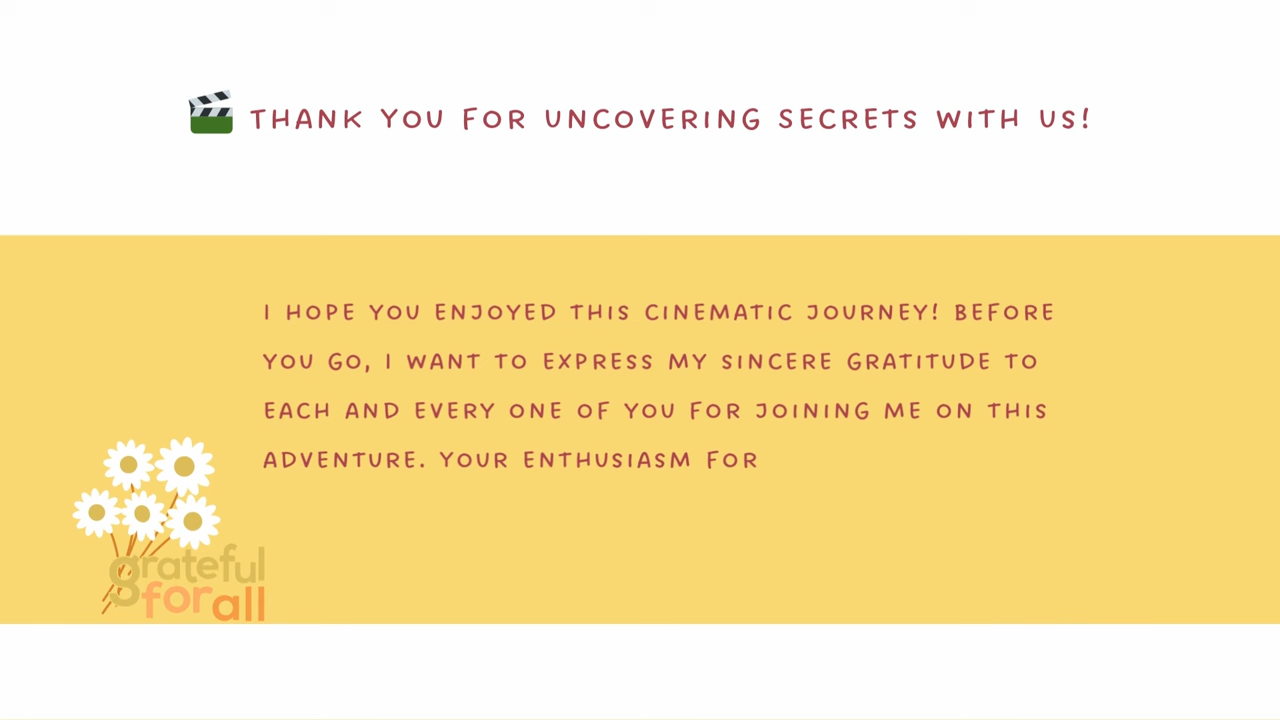 THANK YOU FOR UNCOVERING SECRETS WITH US!
I HOPE YOU ENJOYED THIS CINEMATIC JOURNEY! BEFORE
YOU GO, I WANT TO EXPRESS MY SINCERE GRATITUDE TO
EACH AND EVERY ONE OF YOU FOR JOINING ME ON THIS
ADVENTURE. YOUR ENTHUSIASM FOR
grateful
for all